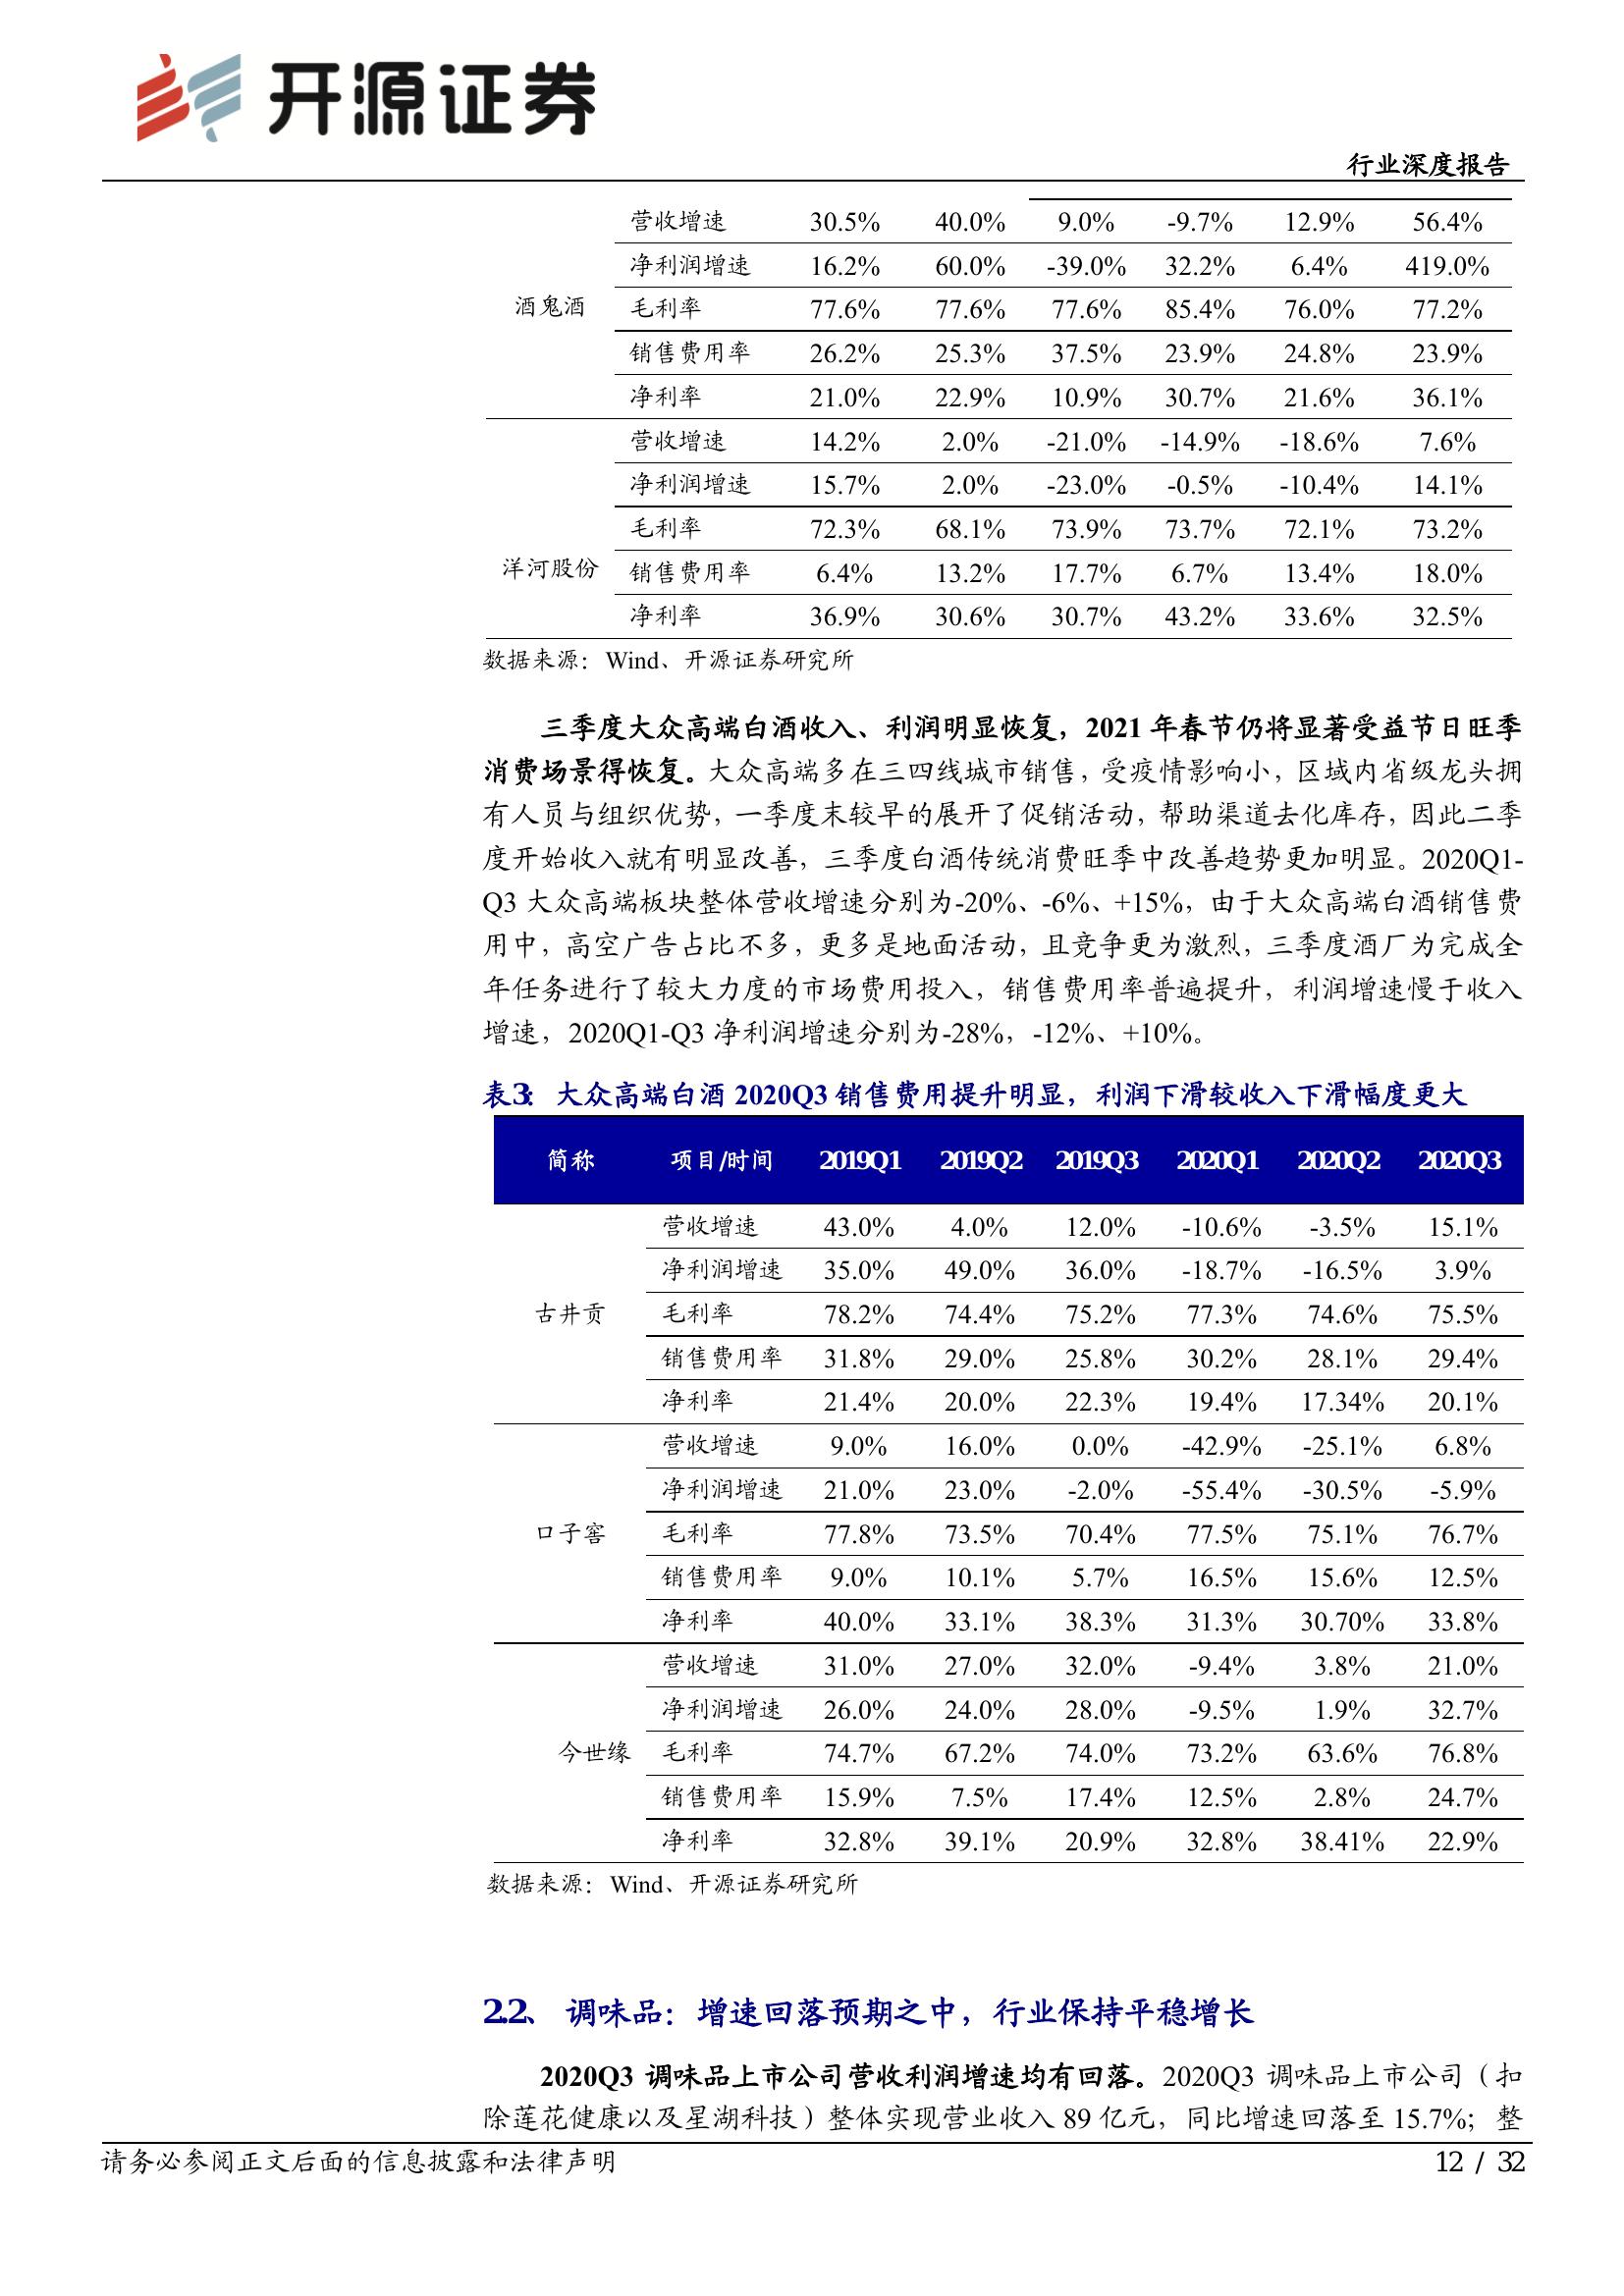 开源证券
行业深度报告
营收增速 30.5% 40.0% 9.0% -9.7% 12.9% 56.4%
净利润增速 16.2% 60.0% -39.0% 32.2% 6.4% 419.0%
酒鬼酒 毛利率 77.6% 77.6% 77.6% 85.4% 76.0% 77.2%
销售费用率 26.2% 25.3% 37.5% 23.9% 24.8% 23.9%
净利率 21.0% 22.9% 10.9% 30.7% 21.6% 36.1%
营收增速 14.2% 2.0% -21.0% -14.9% -18.6% 7.6%
净利润增速 15.7% 2.0% -23.0% -0.5% -10.4% 14.1%
毛利率 72.3% 68.1% 73.9% 73.7% 72.1% 73.2%
洋河股份 销售费用率 6.4% 13.2% 17.7% 6.7% 13.4% 18.0%
净利率 36.9% 30.6% 30.7% 43.2% 33.6% 32.5%
数据来源：Wind、开源证券研究所
三季度大众高端白酒收入、利润明显恢复，2021 年春节仍将显著受益节日旺季
消费场景得恢复。大众高端多在三四线城市销售，受疫情影响小，区域内省级龙头拥
有人员与组织优势，一季度末较早的展开了促销活动，帮助渠道去化库存，因此二季
度开始收入就有明显改善，三季度白酒传统消费旺季中改善趋势更加明显。2020Q1-
Q3 大众高端板块整体营收增速分别为-20%、-6%、+15%，由于大众高端白酒销售费
用中，高空广告占比不多，更多是地面活动，且竞争更为激烈，三季度酒厂为完成全
年任务进行了较大力度的市场费用投入，销售费用率普遍提升，利润增速慢于收入
增速，2020Q1-Q3 净利润增速分别为-28%，-12%、+10%。
表3：大众高端白酒 2020Q3 销售费用提升明显，利润下滑较收入下滑幅度更大
简称 项目/时间 2019Q1 2019Q2 2019Q3 2020Q1 2020Q2 2020Q3
营收增速 43.0% 4.0% 12.0% -10.6% -3.5% 15.1%
净利润增速 35.0% 49.0% 36.0% -18.7% -16.5% 3.9%
古井贡 毛利率 78.2% 74.4% 75.2% 77.3% 74.6% 75.5%
销售费用率 31.8% 29.0% 25.8% 30.2% 28.1% 29.4%
净利率 21.4% 20.0% 22.3% 19.4% 17.34% 20.1%
营收增速 9.0% 16.0% 0.0% -42.9% -25.1% 6.8%
净利润增速 21.0% 23.0% -2.0% -55.4% -30.5% -5.9%
口子窖 毛利率 77.8% 73.5% 70.4% 77.5% 75.1% 76.7%
销售费用率 9.0% 10.1% 5.7% 16.5% 15.6% 12.5%
净利率 40.0% 33.1% 38.3% 31.3% 30.70% 33.8%
营收增速 31.0% 27.0% 32.0% -9.4% 3.8% 21.0%
净利润增速 26.0% 24.0% 28.0% -9.5% 1.9% 32.7%
今世缘 毛利率 74.7% 67.2% 74.0% 73.2% 63.6% 76.8%
销售费用率 15.9% 7.5% 17.4% 12.5% 2.8% 24.7%
净利率 32.8% 39.1% 20.9% 32.8% 38.41% 22.9%
数据来源：Wind、开源证券研究所
2.2、 调味品：增速回落预期之中，行业保持平稳增长
2020Q3 调味品上市公司营收利润增速均有回落。2020Q3 调味品上市公司（扣
除莲花健康以及星湖科技）整体实现营业收入 89 亿元，同比增速回落至 15.7%；整
请务必参阅正文后面的信息披露和法律声明 12 / 32